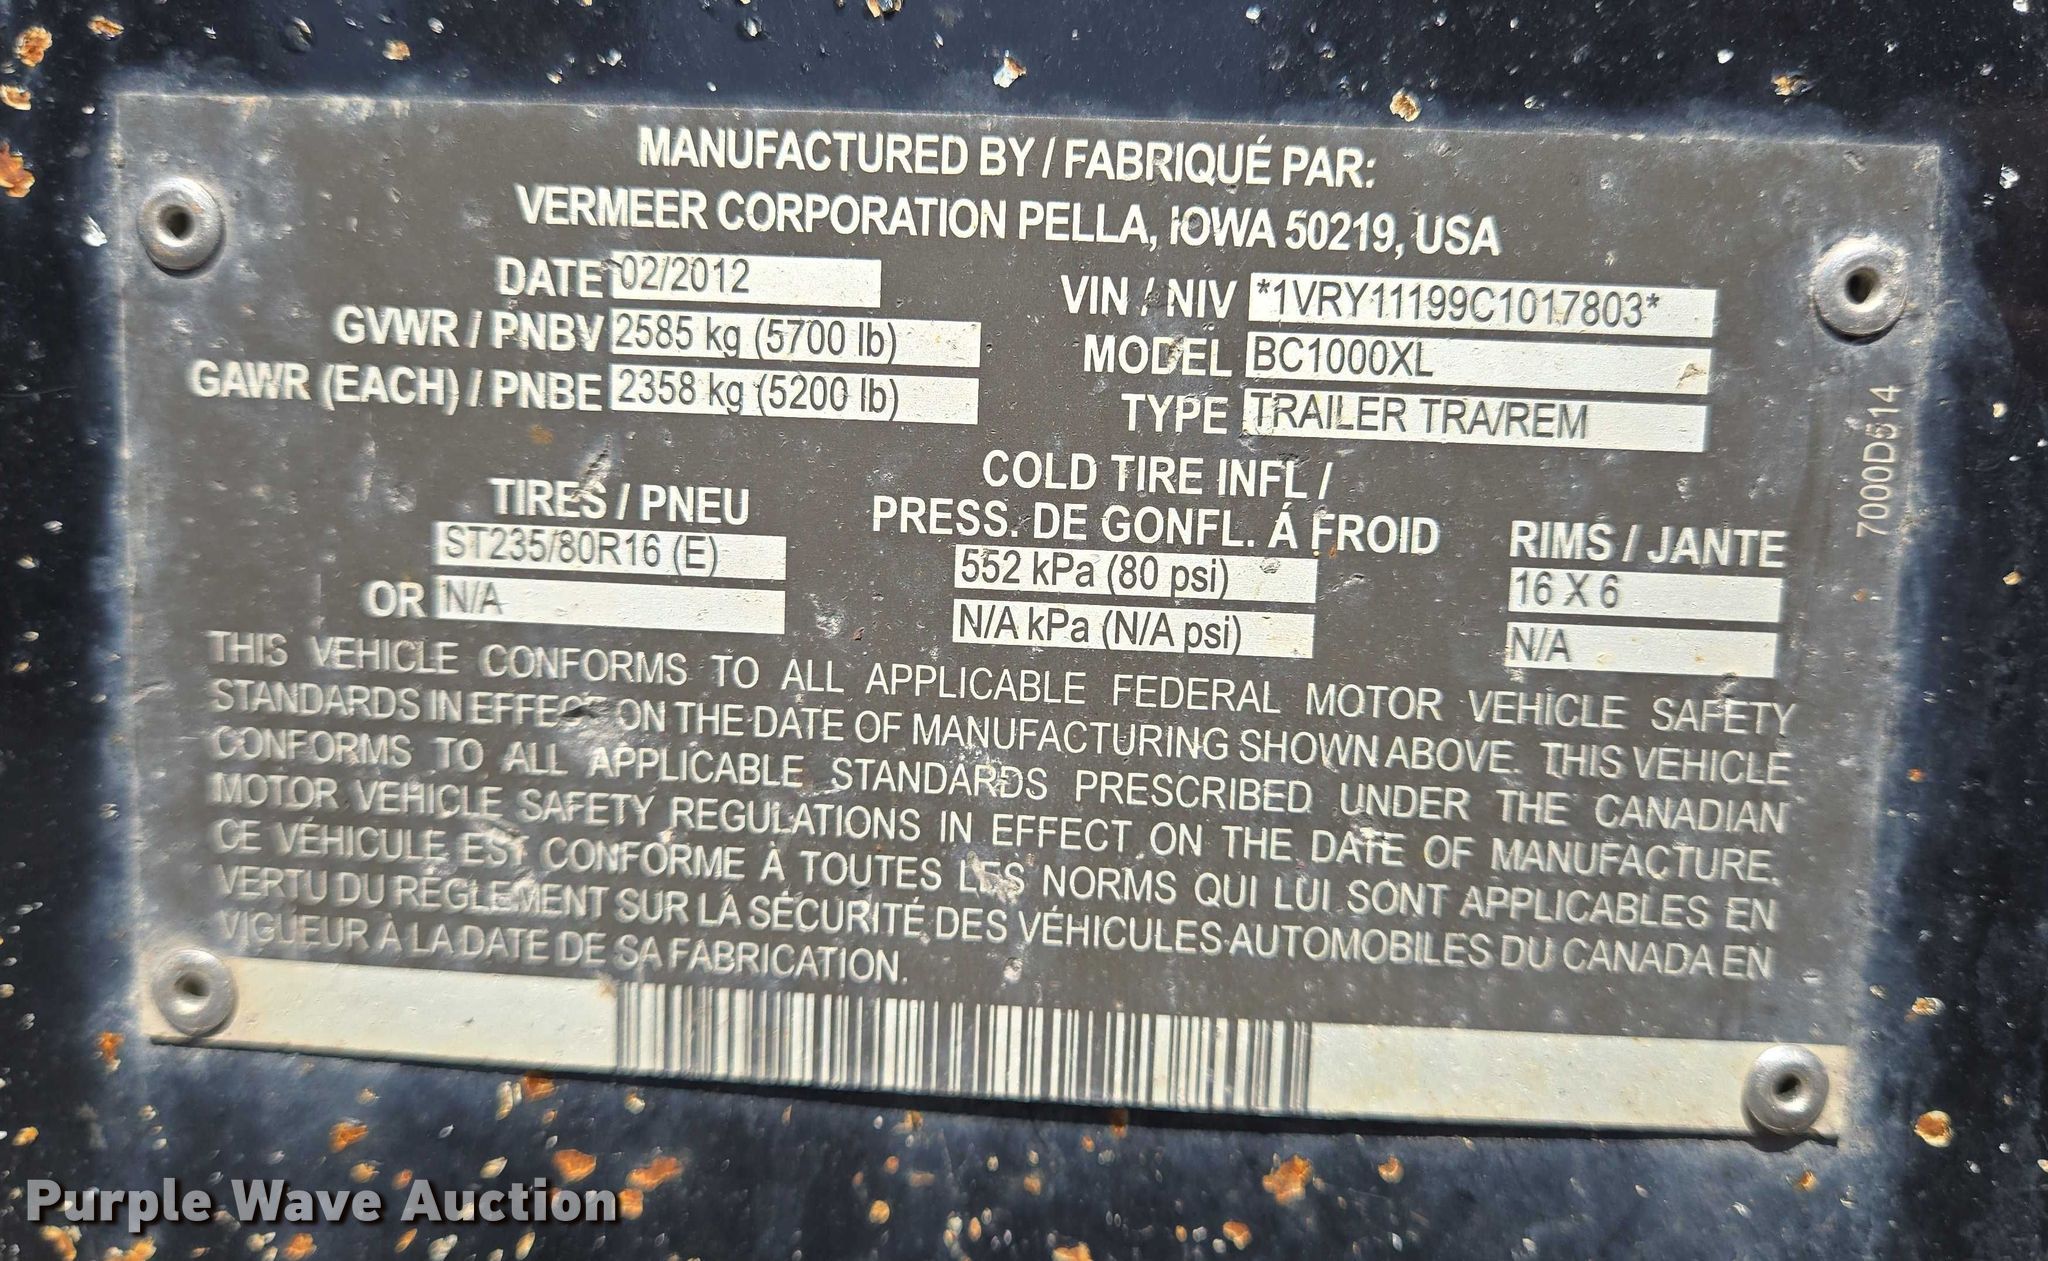 MANUFACTURED BY / FABRIQUÉ PAR:
VERMEER CORPORATION PELLA, IOWA 50219, USA
DATE 02/2012
VIN / NIV *1VRY11199C1017803*
GVWR / PNBV 2585 kg (5700 lb)
MODEL BC1000XL
GAWR (EACH) / PNBE 2358 kg (5200 lb)
TYPE TRAILER TRA/REM
7000D514
TIRES / PNEU
COLD TIRE INFL /
PRESS. DE GONFL. Á FROID
RIMS / JANTE
ST235/80R16 (E)
552 kPa (80 psi)
16 X 6
OR N/A
N/A kPa (N/A psi)
N/A
THIS VEHICLE CONFORMS TO ALL APPLICABLE FEDERAL MOTOR VEHICLE SAFETY
STANDARDS IN EFFECT ON THE DATE OF MANUFACTURING SHOWN ABOVE. THIS VEHICLE
CONFORMS TO ALL APPLICABLE STANDARDS PRESCRIBED UNDER THE CANADIAN
MOTOR VEHICLE SAFETY REGULATIONS IN EFFECT ON THE DATE OF MANUFACTURE.
CE VÉHICULE EST CONFORME À TOUTES LES NORMS QUI LUI SONT APPLICABLES EN
VERTU DU RÉGLEMENT SUR LA SÉCURITÉ DES VÉHICULES AUTOMOBILES DU CANADA EN
VIGUEUR À LA DATE DE SA FABRICATION.
Purple Wave Auction